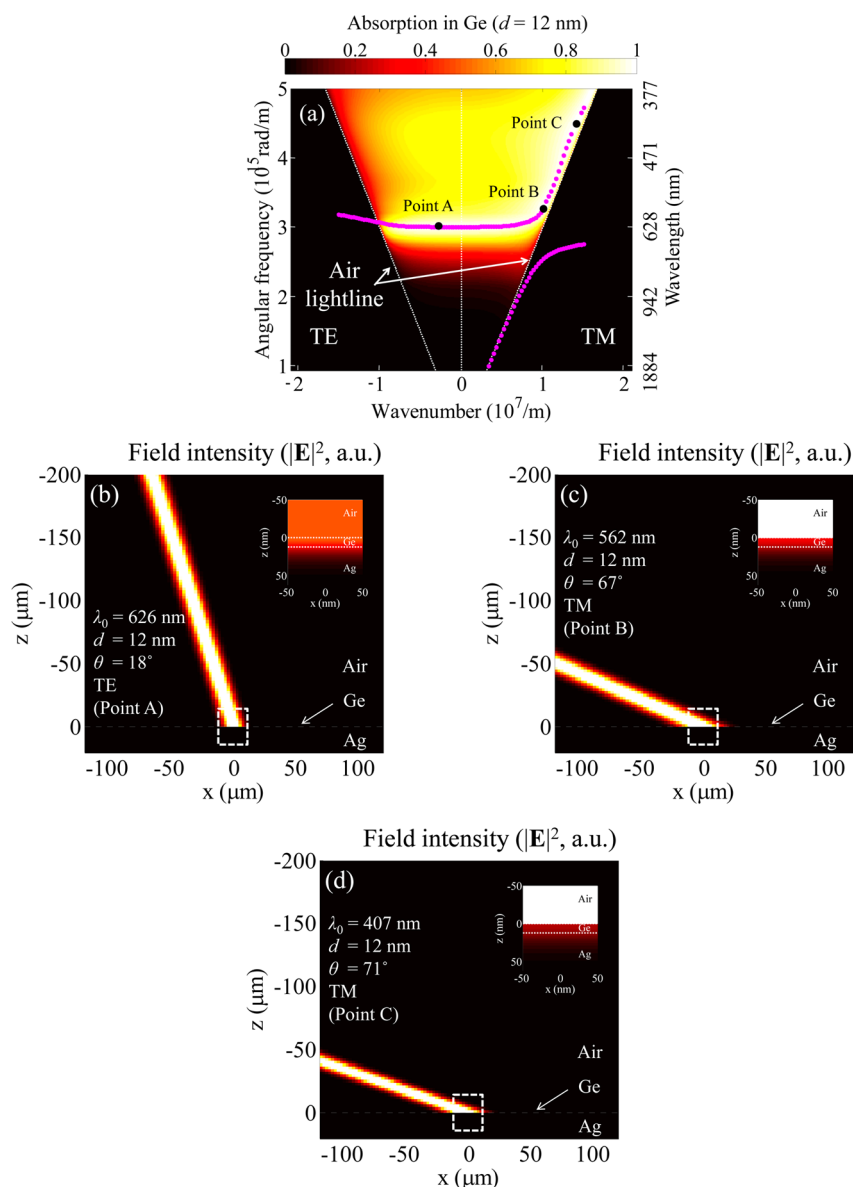 Absorption in Ge (d = 12 nm)
0 0.2 0.4 0.6 0.8 1
(a)
Angular frequency (10^15 rad/m)
5
4
3
2
1
Point C
Point B
Point A
Air
lightline
TE
TM
377
471
628
942
1884
Wavelength (nm)
-2 -1 0 1 2
Wavenumber (10^7/m)
Field intensity (|E|^2, a.u.)
(b)
z (μm)
-200
-150
-100
-50
0
λ0 = 626 nm
d = 12 nm
θ = 18°
TE
(Point A)
-50
0
50
z (nm)
Air
Ge
Ag
-50 50
x (nm)
Air
Ge
Ag
-100 -50 0 50 100
x (μm)
Field intensity (|E|^2, a.u.)
(c)
z (μm)
-200
-150
-100
-50
0
λ0 = 562 nm
d = 12 nm
θ = 67°
TM
(Point B)
-50
0
50
z (nm)
Air
Ge
Ag
-50 50
x (nm)
Air
Ge
Ag
-100 -50 0 50 100
x (μm)
Field intensity (|E|^2, a.u.)
(d)
z (μm)
-200
-150
-100
-50
0
λ0 = 407 nm
d = 12 nm
θ = 71°
TM
(Point C)
-50
0
50
z (nm)
Air
Ge
Ag
-50 50
x (nm)
Air
Ge
Ag
-100 -50 0 50 100
x (μm)